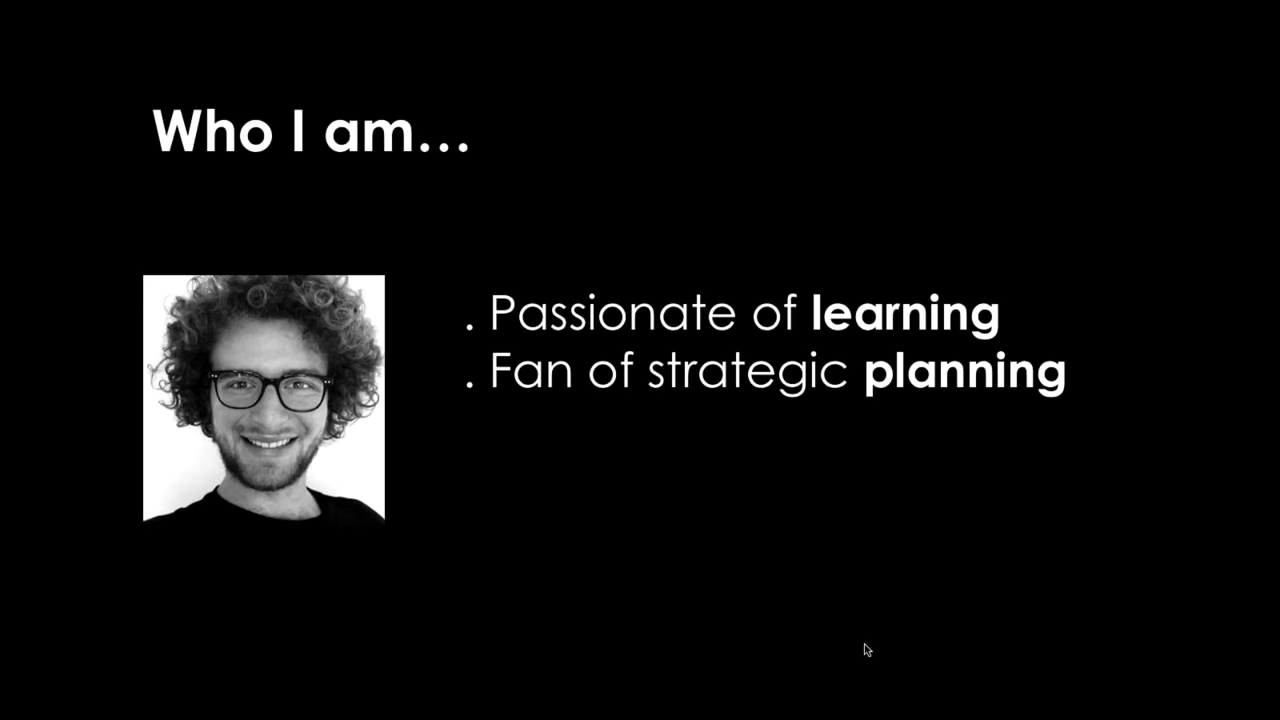 Who I am...
. Passionate of learning
. Fan of strategic planning